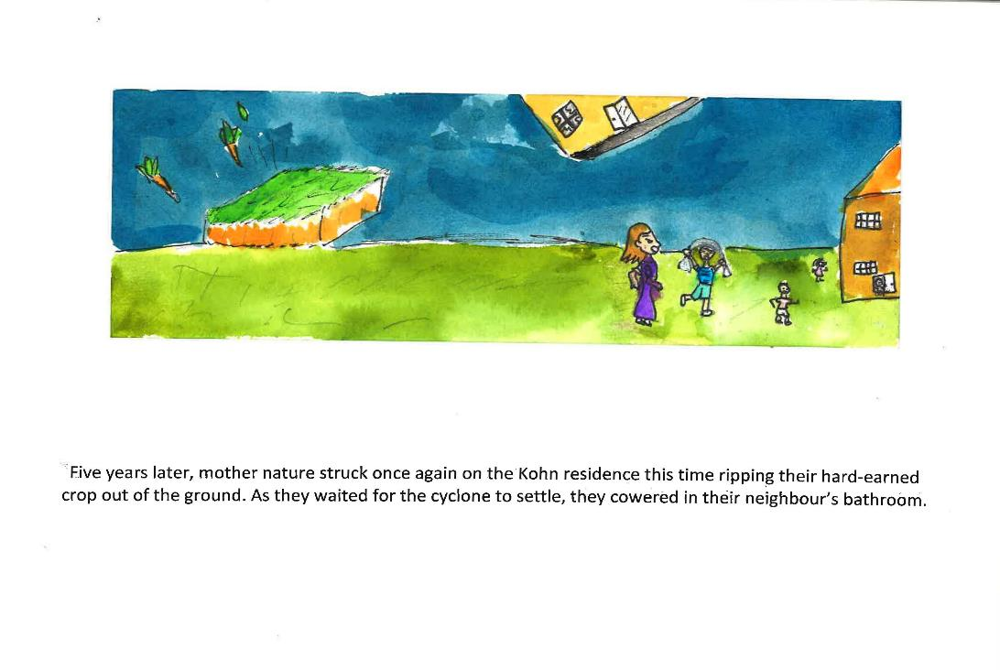 Five years later, mother nature struck once again on the Kohn residence this time ripping their hard-earned
crop out of the ground. As they waited for the cyclone to settle, they cowered in their neighbour's bathroom.